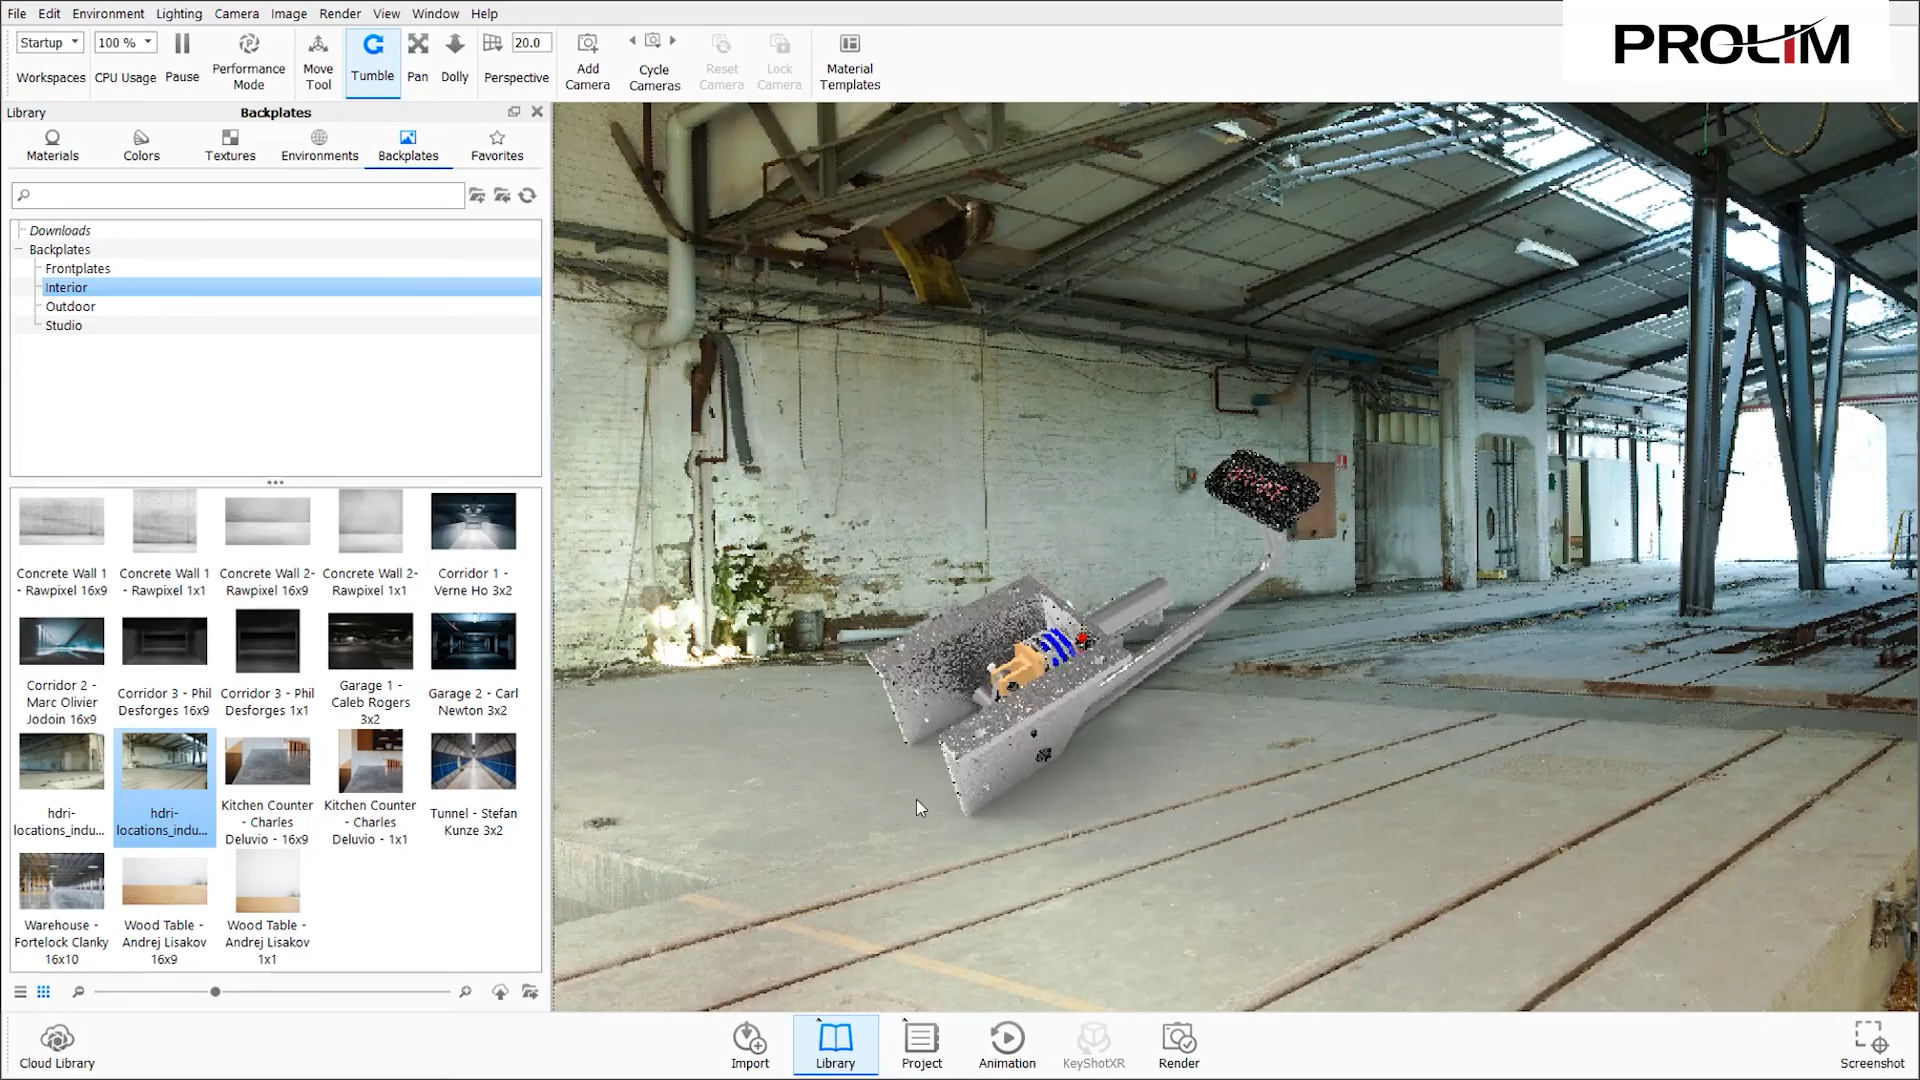 File Edit Environment Lighting Camera Image Render View Window Help
PROLIM
Startup 100 % 20.0
Workspaces CPU Usage Pause Performance Mode Move Tool Tumble Pan Dolly Perspective Add Camera Cycle Cameras Reset Camera Lock Camera Material Templates
Library Backplates
Materials Colors Textures Environments Backplates Favorites
Downloads
Backplates
Frontplates
Interior
Outdoor
Studio
Concrete Wall 1 Concrete Wall 1 Concrete Wall 2- Concrete Wall 2- Corridor 1 -
- Rawpixel 16x9 - Rawpixel 1x1 Rawpixel 16x9 Rawpixel 1x1 Verne Ho 3x2
Corridor 2 - Marc Olivier Jodoin 16x9
Corridor 3 - Phil Desforges 16x9
Corridor 3 - Phil Desforges 1x1
Garage 1 - Caleb Rogers 3x2
Garage 2 - Carl Newton 3x2
hdri-locations_indu...
hdri-locations_indu...
Kitchen Counter - Charles Deluvio - 16x9
Kitchen Counter - Charles Deluvio - 1x1
Tunnel - Stefan Kunze 3x2
Warehouse - Fortelock Clanky 16x10
Wood Table - Andrej Lisakov 16x9
Wood Table - Andrej Lisakov 1x1
Cloud Library Import Library Project Animation KeyShotXR Render Screenshot